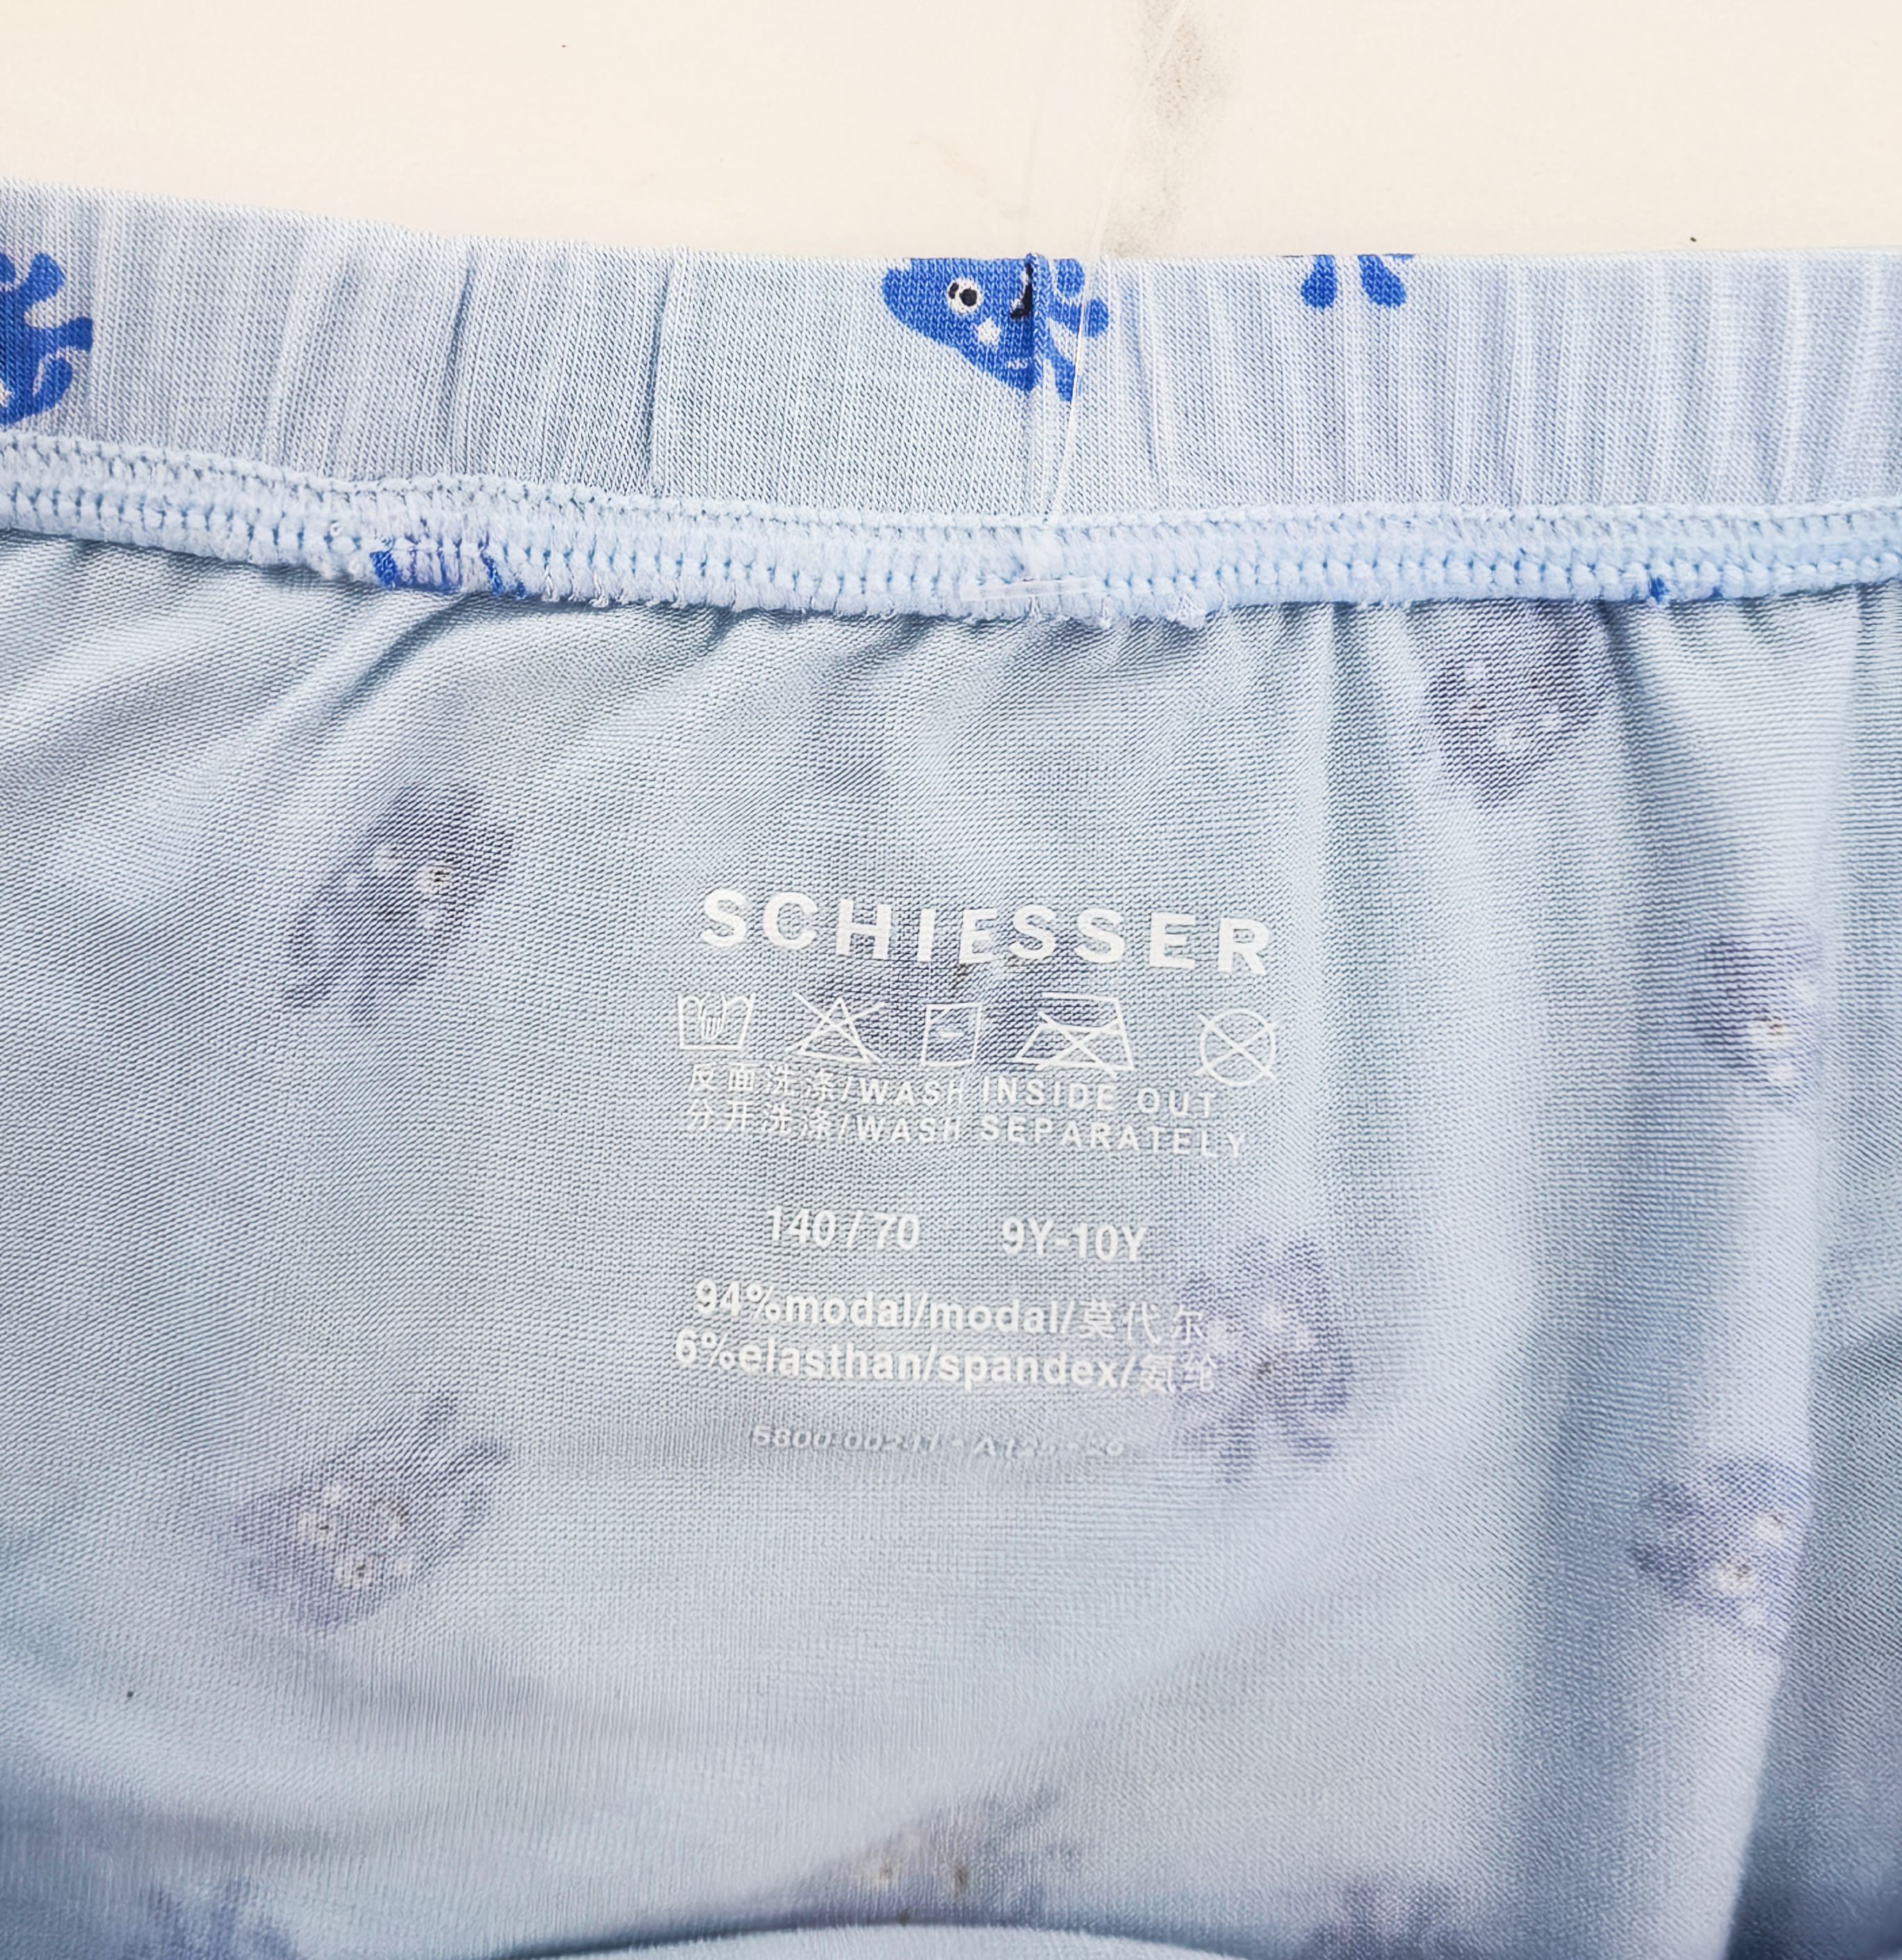 SCHIESSER
反面洗涤/WASH INSIDE OUT
分开洗涤/WASH SEPARATELY
140/70 9Y-10Y
94%modal/modal/莫代尔
6%elasthan/spandex/氨纶